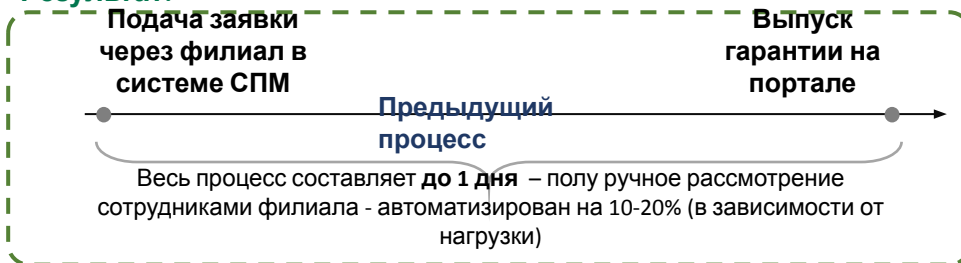 Подача заявки
через филиал в
системе СПМ
Выпуск
гарантии на
портале
Предыдущий
процесс
Весь процесс составляет до 1 дня – полу ручное рассмотрение
сотрудниками филиала - автоматизирован на 10-20% (в зависимости от
нагрузки)